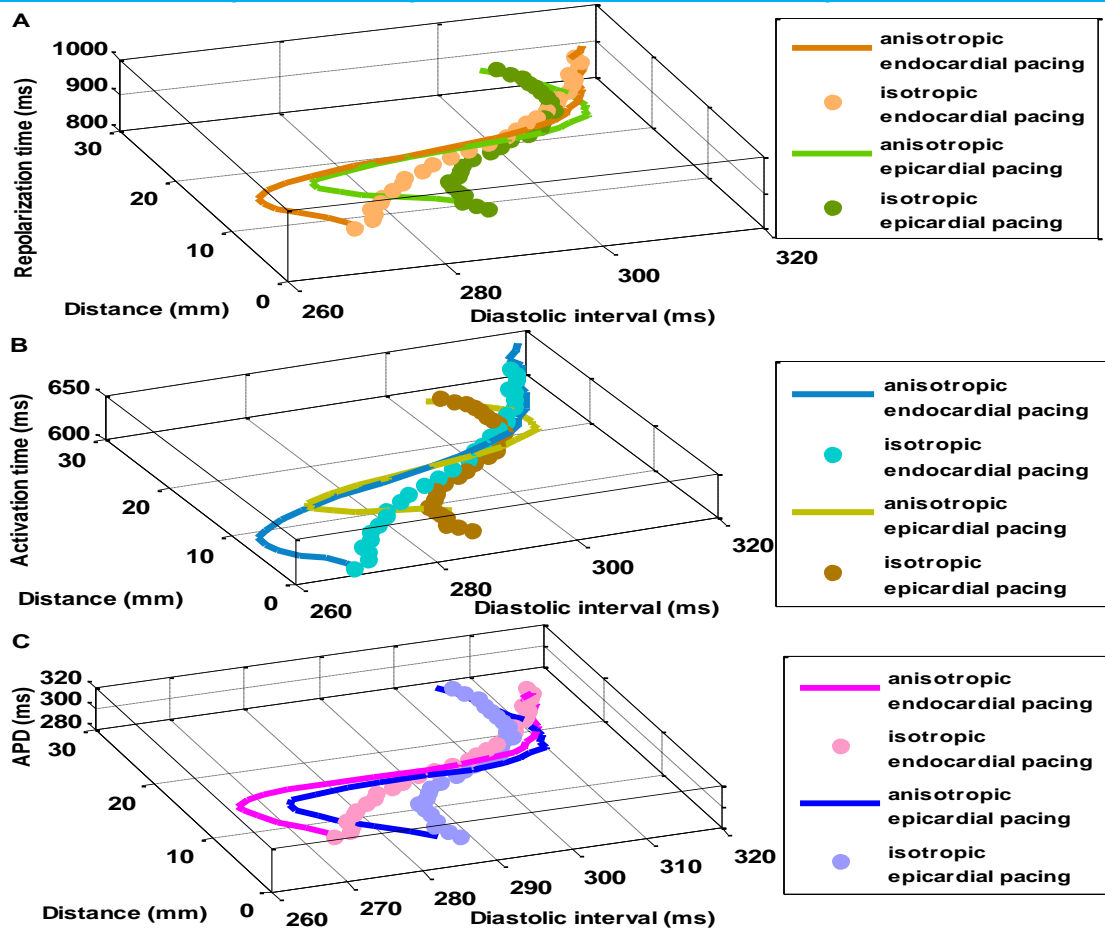 A
Repolarization time (ms)
1000
900
800
30
20
10
0
Distance (mm)
260
280
300
320
Diastolic interval (ms)
anisotropic
endocardial pacing
isotropic
endocardial pacing
anisotropic
epicardial pacing
isotropic
epicardial pacing
B
Activation time (ms)
650
600
30
20
10
0
Distance (mm)
260
280
300
320
Diastolic interval (ms)
anisotropic
endocardial pacing
isotropic
endocardial pacing
anisotropic
epicardial pacing
isotropic
epicardial pacing
C
APD (ms)
320
300
280
30
20
10
0
Distance (mm)
260
270
280
290
300
310
320
Diastolic interval (ms)
anisotropic
endocardial pacing
isotropic
endocardial pacing
anisotropic
epicardial pacing
isotropic
epicardial pacing